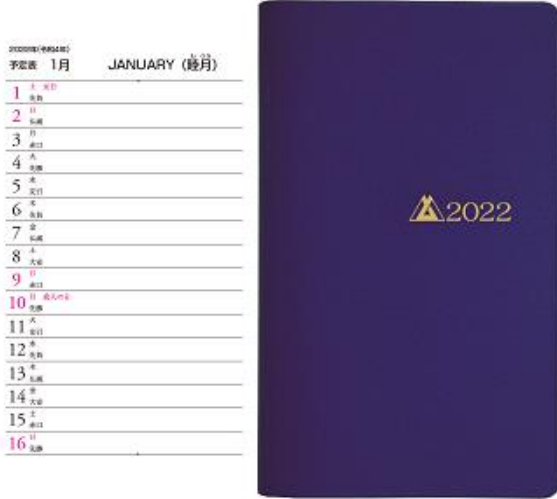 2022年(令和4年)
予定表 1月 JANUARY（睦月）
1 土 元日
先負
2 日
仏滅
3 月
赤口
4 火
先勝
5 水
友引
6 木
先負
7 金
仏滅
8 土
大安
9 日
赤口
10 月 成人の日
先勝
11 火
友引
12 水
先負
13 木
仏滅
14 金
大安
15 土
赤口
16 日
先勝
2022